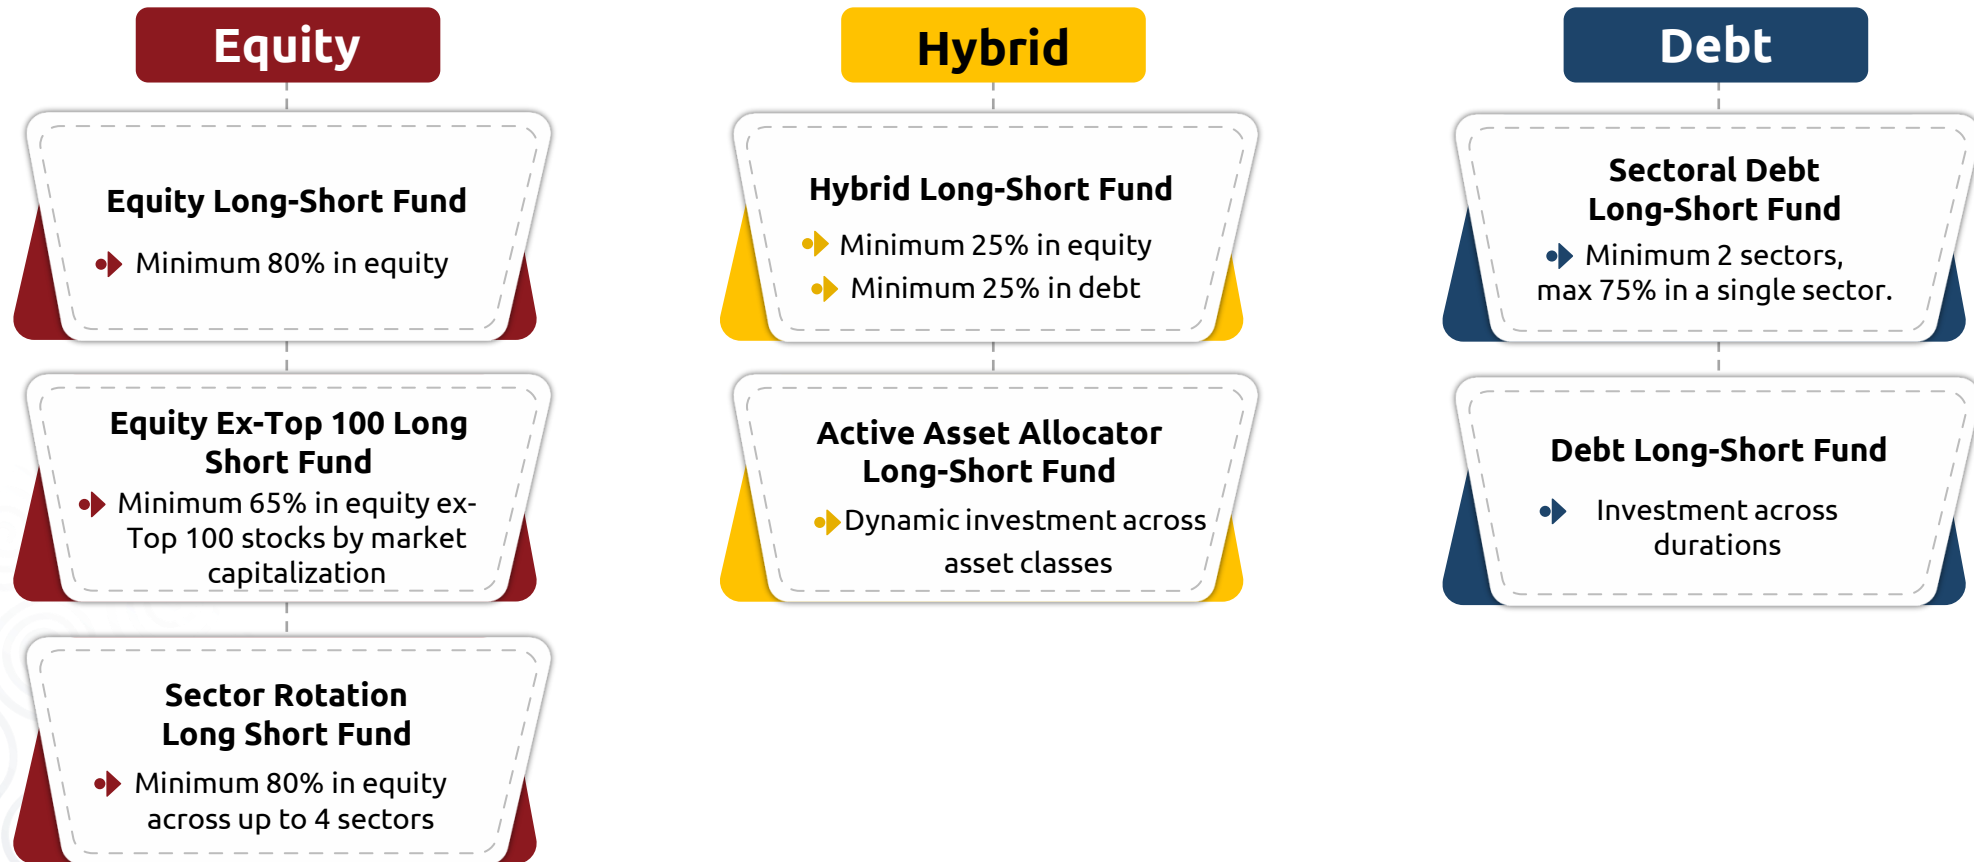 Equity
Equity Long-Short Fund
Minimum 80% in equity
Equity Ex-Top 100 Long
Short Fund
Minimum 65% in equity ex-
Top 100 stocks by market
capitalization
Sector Rotation
Long Short Fund
Minimum 80% in equity
across up to 4 sectors
Hybrid
Hybrid Long-Short Fund
Minimum 25% in equity
Minimum 25% in debt
Active Asset Allocator
Long-Short Fund
Dynamic investment across
asset classes
Debt
Sectoral Debt
Long-Short Fund
Minimum 2 sectors,
max 75% in a single sector.
Debt Long-Short Fund
Investment across
durations